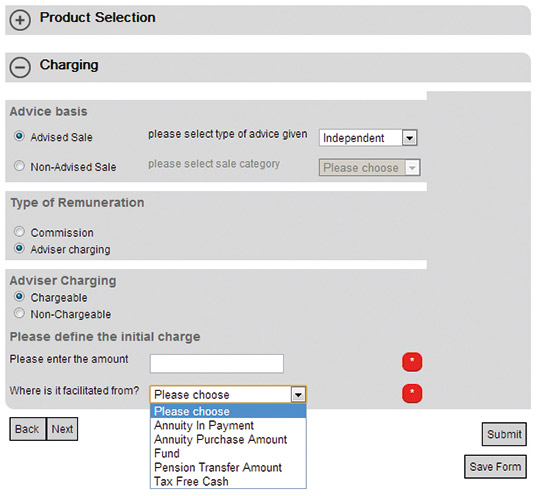 Product Selection
Charging
Advice basis
Advised Sale please select type of advice given Independent
Non-Advised Sale please select sale category Please choose
Type of Remuneration
Commission
Adviser charging
Adviser Charging
Chargeable
Non-Chargeable
Please define the initial charge
Please enter the amount *
Where is it facilitated from? Please choose *
Please choose
Annuity In Payment
Annuity Purchase Amount
Fund
Pension Transfer Amount
Tax Free Cash
Back Next
Submit
Save Form